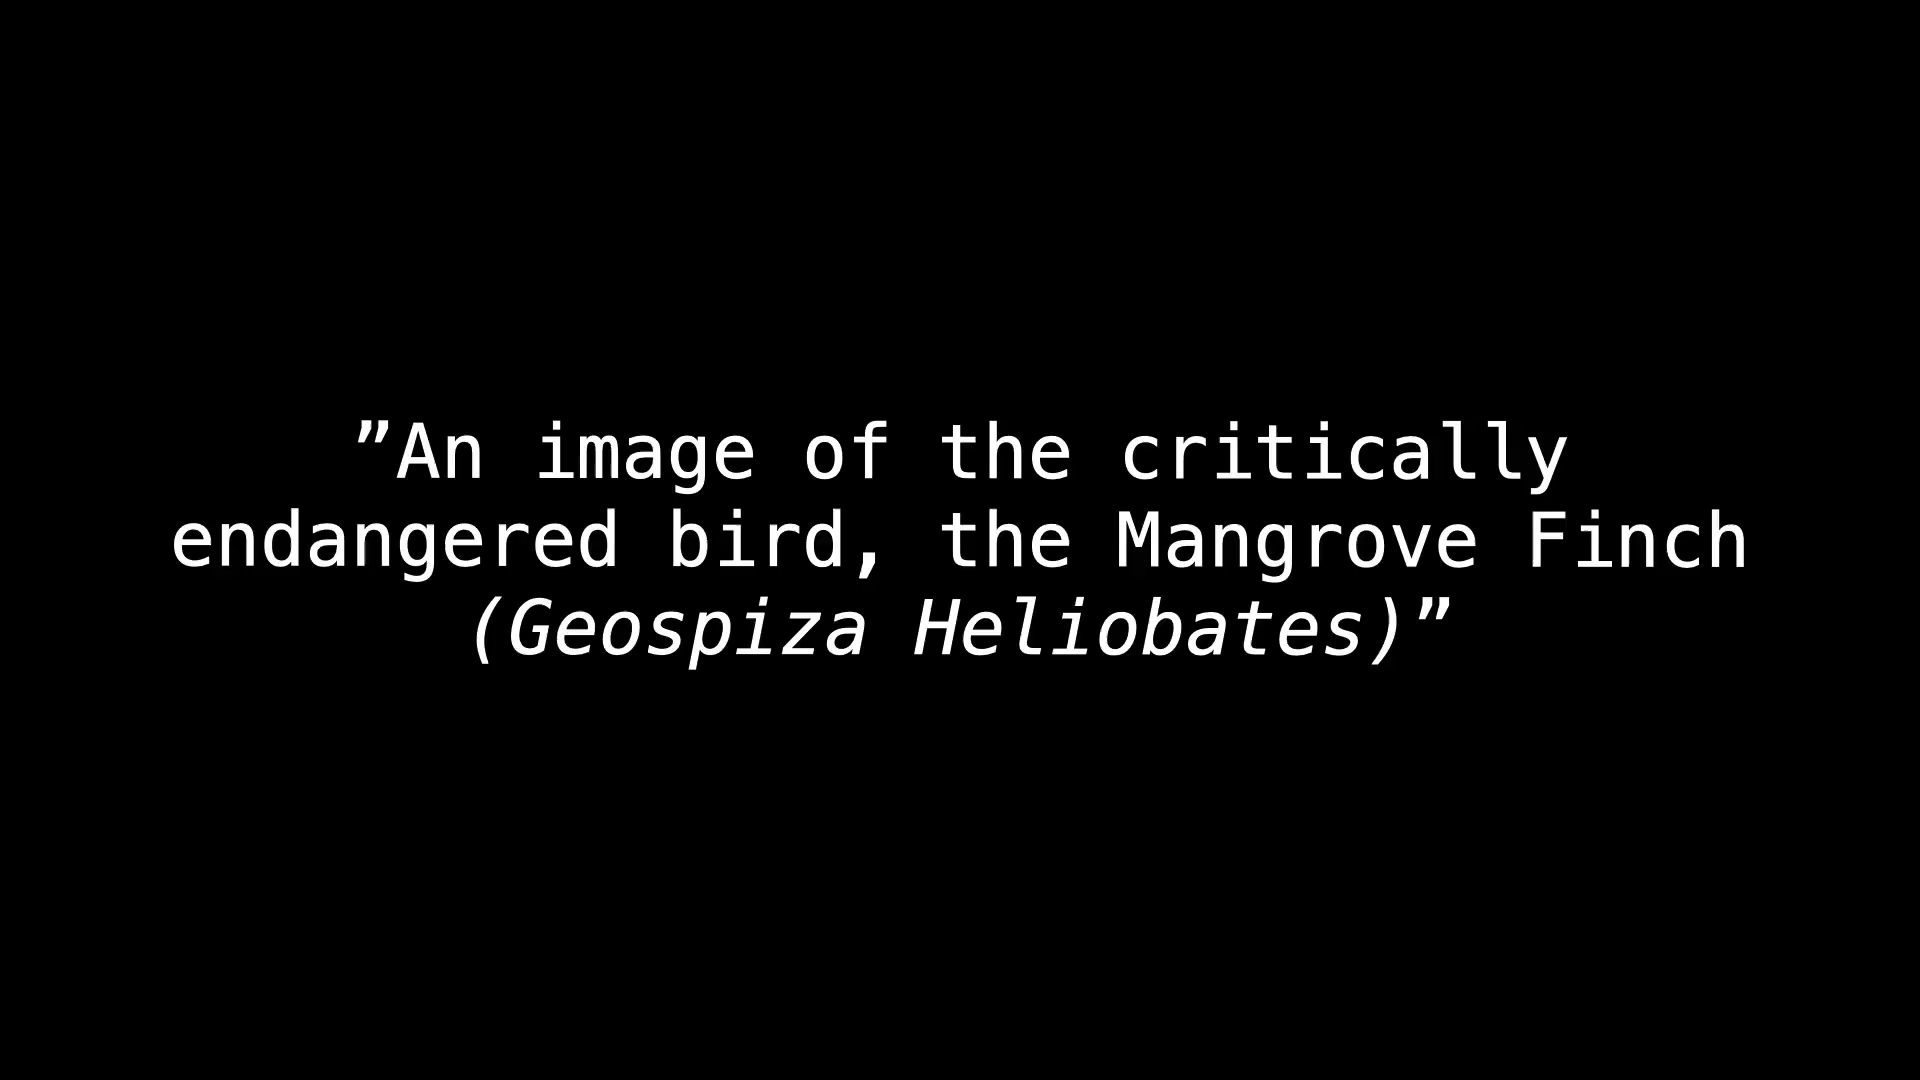 ”An image of the critically
endangered bird, the Mangrove Finch
(Geospiza Heliobates)”